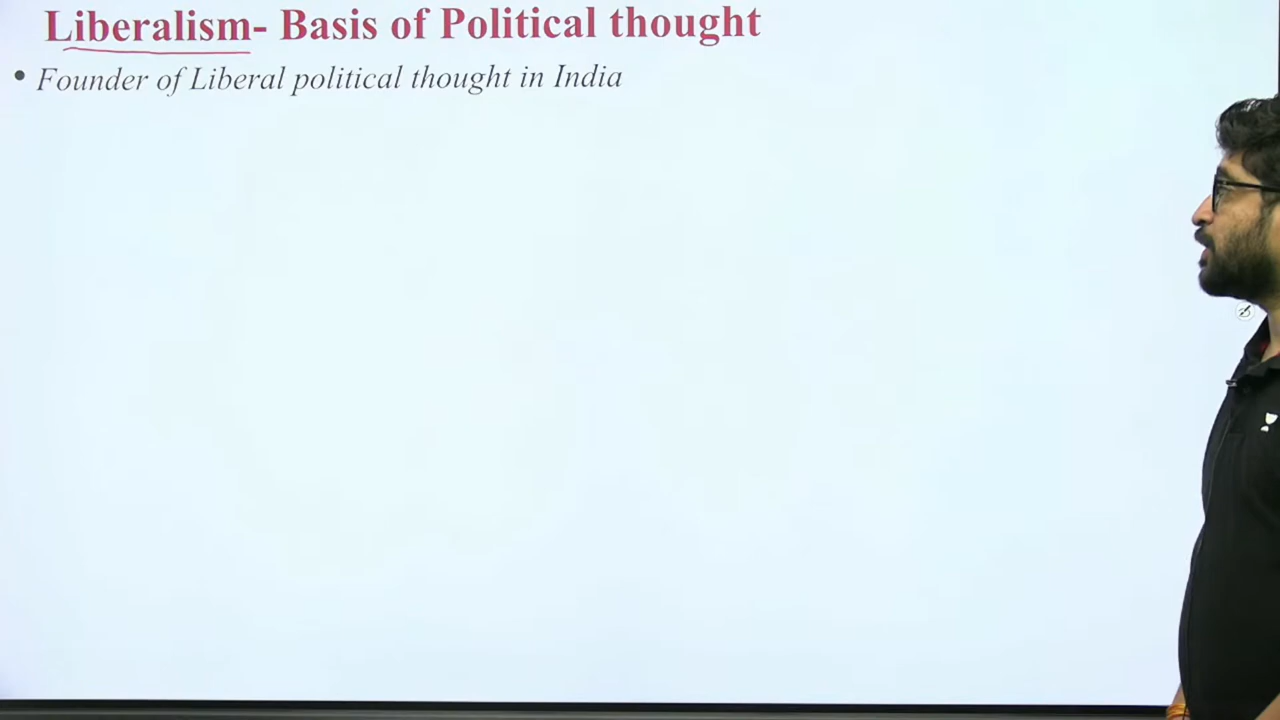 Liberalism- Basis of Political thought
• Founder of Liberal political thought in India